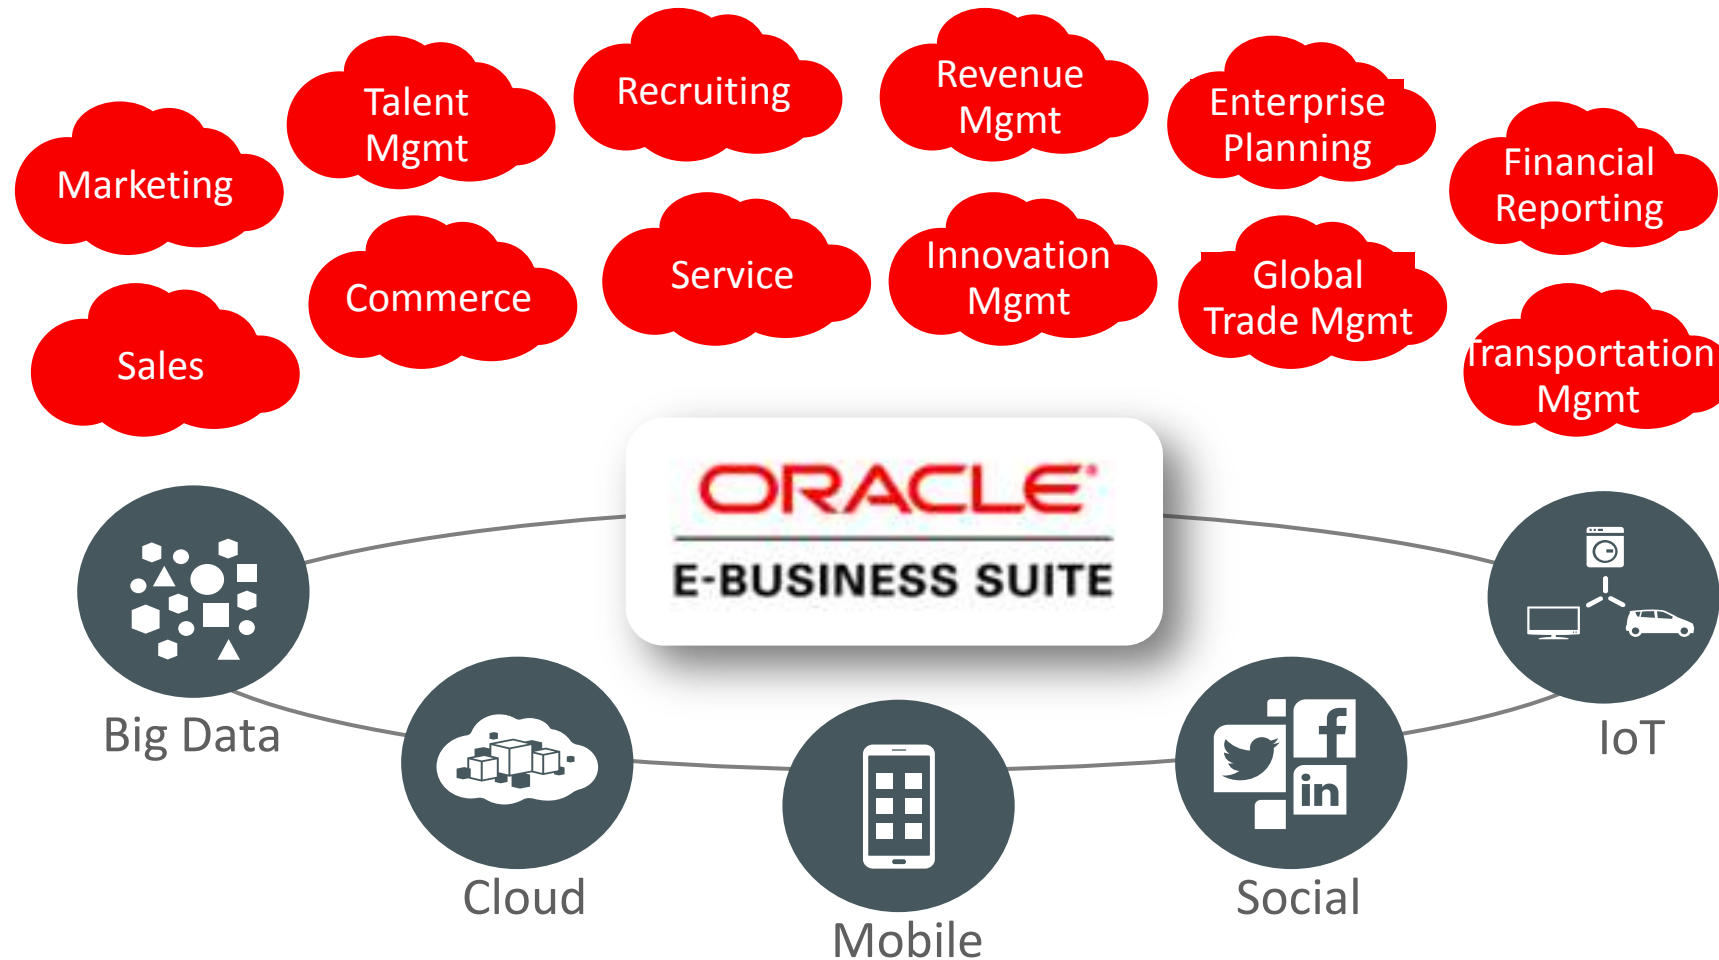 Marketing
Talent
Mgmt
Recruiting
Revenue
Mgmt
Enterprise
Planning
Financial
Reporting
Sales
Commerce
Service
Innovation
Mgmt
Global
Trade Mgmt
Transportation
Mgmt
ORACLE®
E-BUSINESS SUITE
Big Data
Cloud
Mobile
f
in
Social
IoT